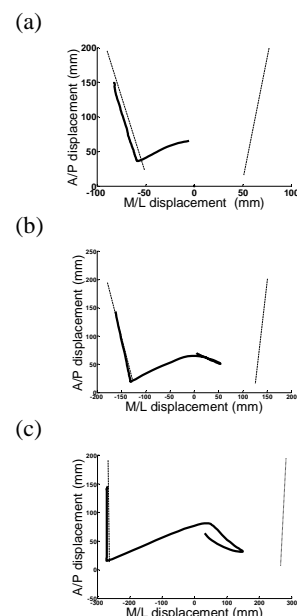 (a)
200
150
100
50
0
A/P displacement (mm)
-100 -50 0 50 100
M/L displacement (mm)
(b)
250
200
150
100
50
0
A/P displacement (mm)
-200 -150 -100 -50 0 50 100 150 200
M/L displacement (mm)
(c)
200
150
100
50
0
-50
A/P displacement (mm)
-300 -200 -100 0 100 200 300
M/L displacement (mm)